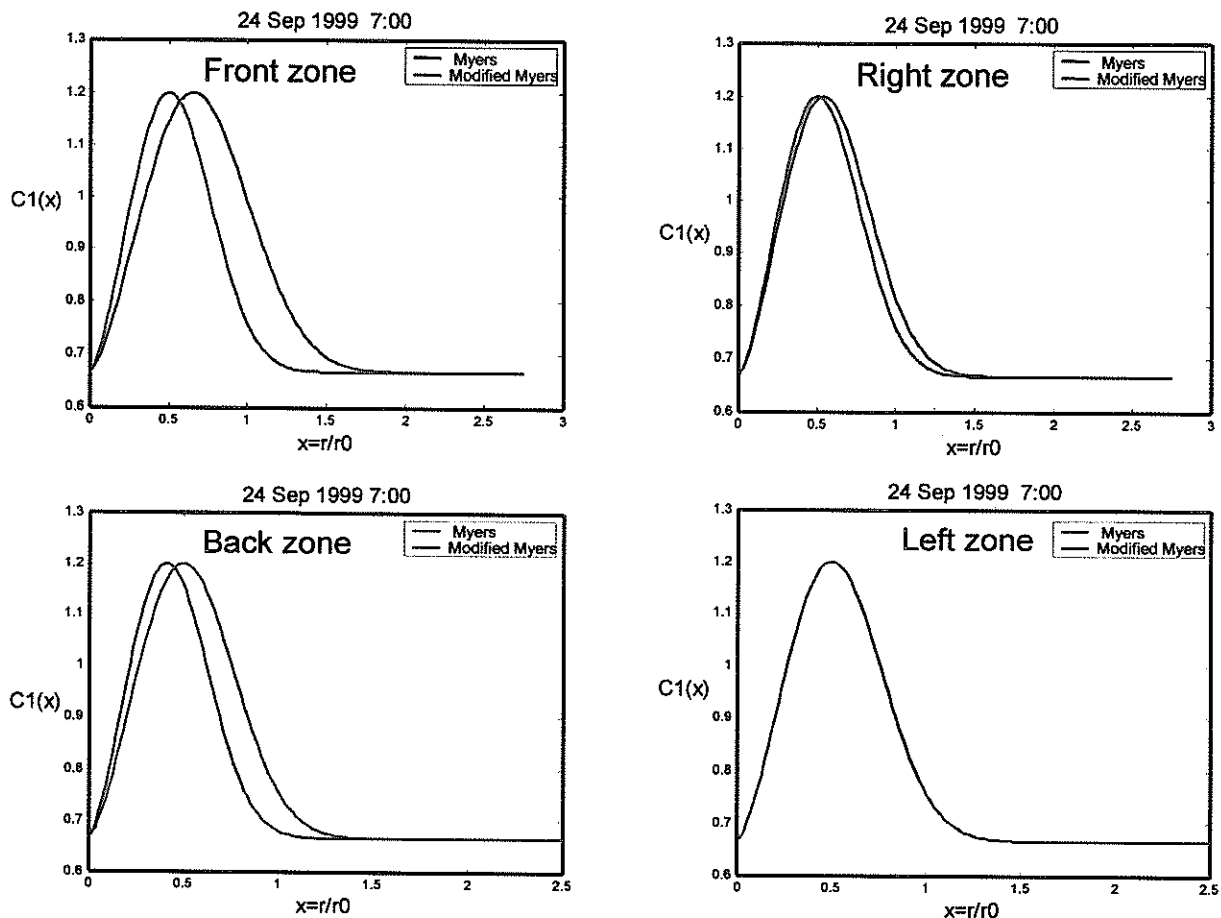 24 Sep 1999 7:00
1.3
1.2
1.1
1
0.9
0.8
0.7
0.6
C1(x)
Front zone
Myers
Modified Myers
0
0.5
1
1.5
2
2.5
3
x=r/r0
24 Sep 1999 7:00
1.3
1.2
1.1
1
0.9
0.8
0.7
0.6
C1(x)
Right zone
Myers
Modified Myers
0
0.5
1
1.5
2
2.5
3
x=r/r0
24 Sep 1999 7:00
1.3
1.2
1.1
1
0.9
0.8
0.7
0.6
C1(x)
Back zone
Myers
Modified Myers
0
0.5
1
1.5
2
2.5
x=r/r0
24 Sep 1999 7:00
1.3
1.2
1.1
1
0.9
0.8
0.7
0.6
C1(x)
Left zone
Myers
Modified Myers
0
0.5
1
1.5
2
2.5
x=r/r0